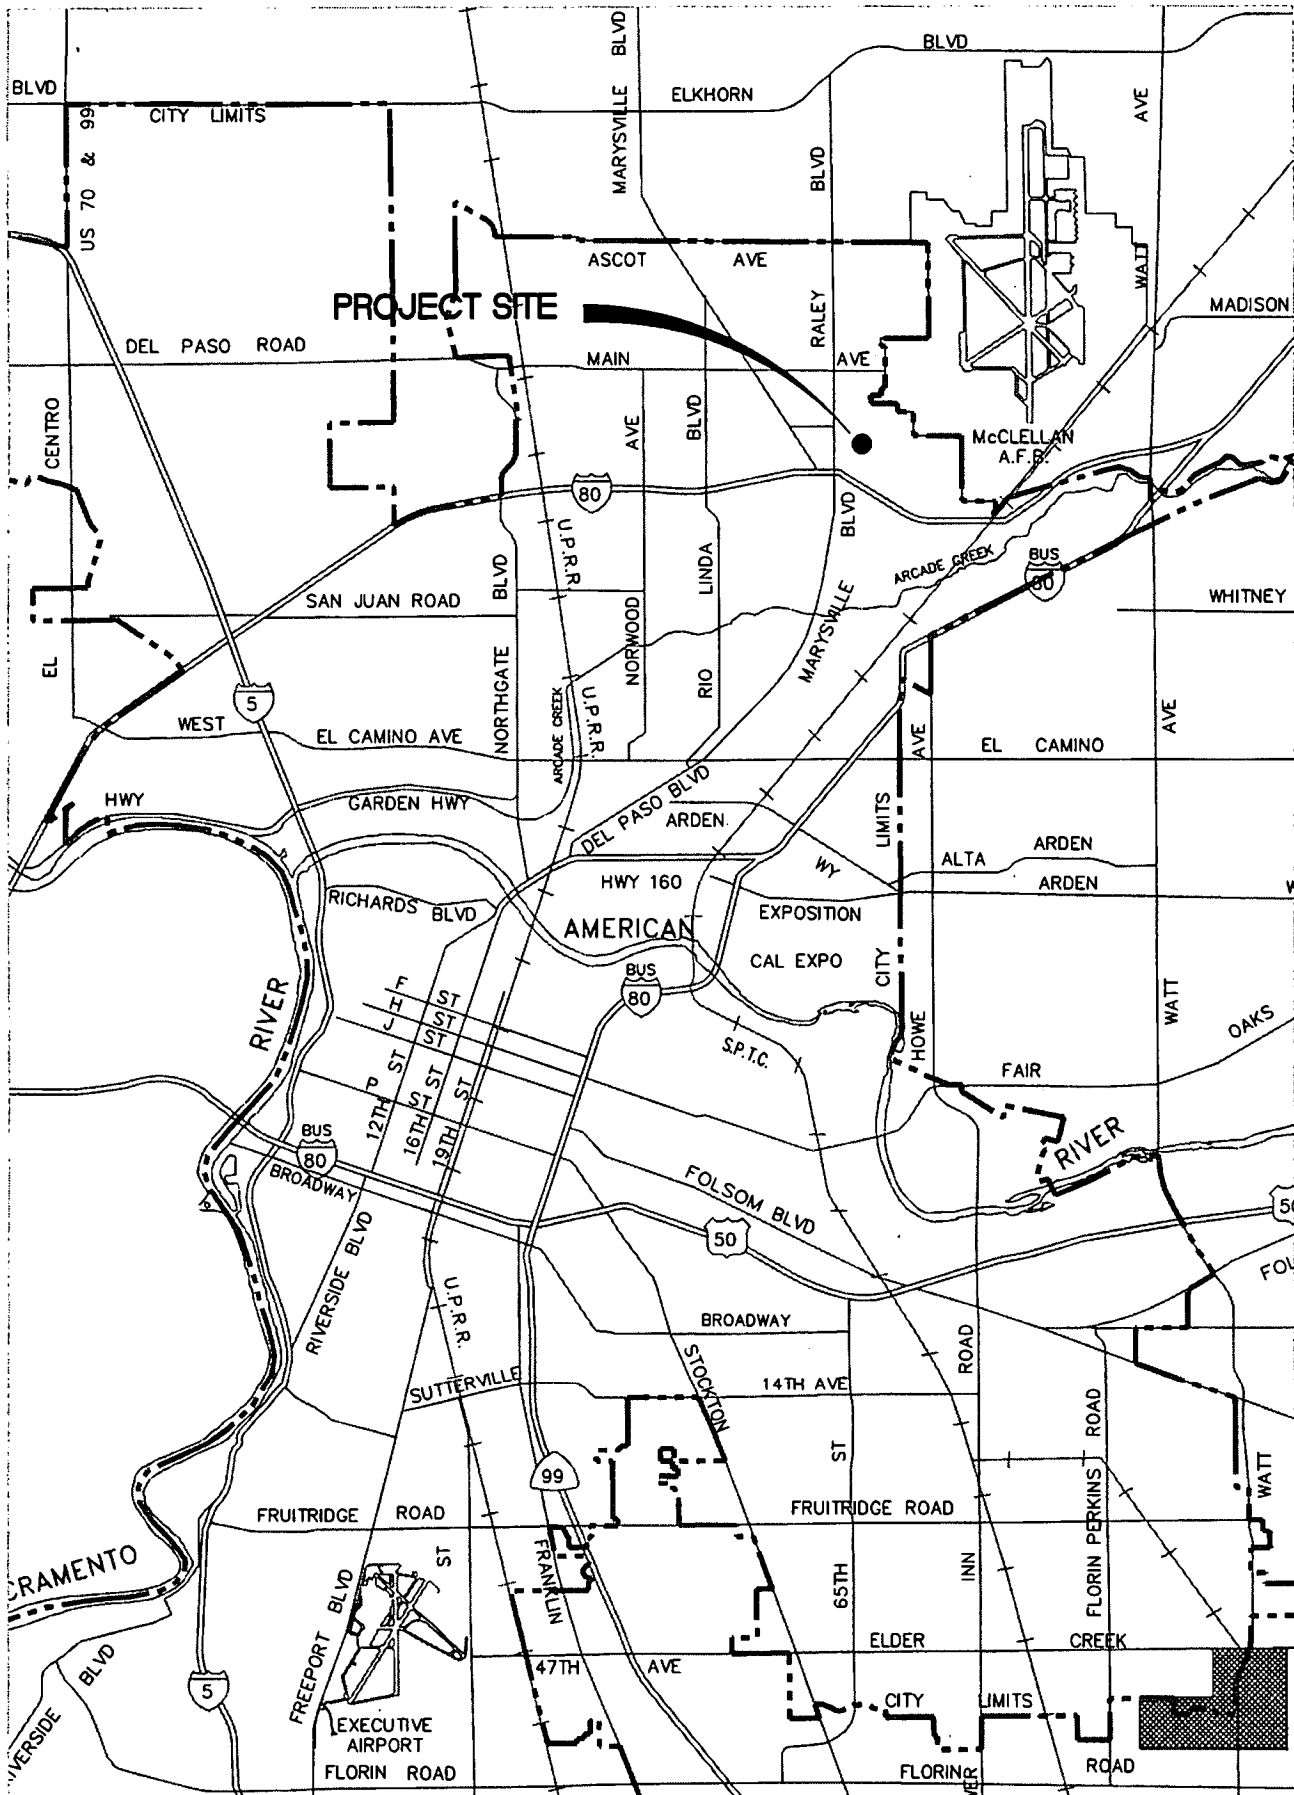 BLVD
MARYSVILLE BLVD
BLVD
ELKHORN
CITY LIMITS
US 70 & 99
AVE
BLVD
RALEY
ASCOT AVE
WATT
PROJECT SITE
MADISON
DEL PASO ROAD
MAIN AVE
CENTRO
EL
AVE
NORWOOD
BLVD
LINDA
RIO
McCLELLAN
A.F.B.
80
U.P.R.R.
BLVD
NORTHGATE
BLVD
MARYSVILLE
ARCADE CREEK
BUS
80
SAN JUAN ROAD
WHITNEY
5
WEST
EL CAMINO AVE
ARCADE CREEK
U.P.R.R.
AVE
EL CAMINO
AVE
HWY
GARDEN HWY
DEL PASO BLVD
ARDEN
WY
LIMITS
CITY
ALTA
ARDEN
ARDEN
W
HWY 160
RICHARDS BLVD
AMERICAN
EXPOSITION
CAL EXPO
BUS
80
RIVER
F ST
H ST
J ST
P ST
12TH ST
16TH ST
19TH ST
S.P.T.C.
HOWE
WATT
FAIR
OAKS
RIVER
BUS
80
BROADWAY
FOLSOM BLVD
50
50
FOL
RIVERSIDE BLVD
U.P.R.R.
BROADWAY
STOCKTON
ROAD
SUTTERVILLE
14TH AVE
ROAD
99
ST
WATT
FRUITRIDGE ROAD
FRUITRIDGE ROAD
CRAMENTO
ST
FRANKLIN
65TH
INN
FLORIN PERKINS
FREEPORT BLVD
BLVD
VERSIDE
ELDER CREEK
47TH AVE
5
CITY LIMITS
EXECUTIVE
AIRPORT
FLORIN ROAD
FLORIN ROAD
VER